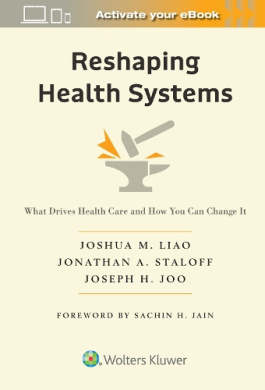 Activate your eBook
Reshaping
Health Systems
What Drives Health Care and How You Can Change It
JOSHUA M. LIAO
JONATHAN A. STALOFF
JOSEPH H. JOO
FOREWORD BY SACHIN H. JAIN
Wolters Kluwer